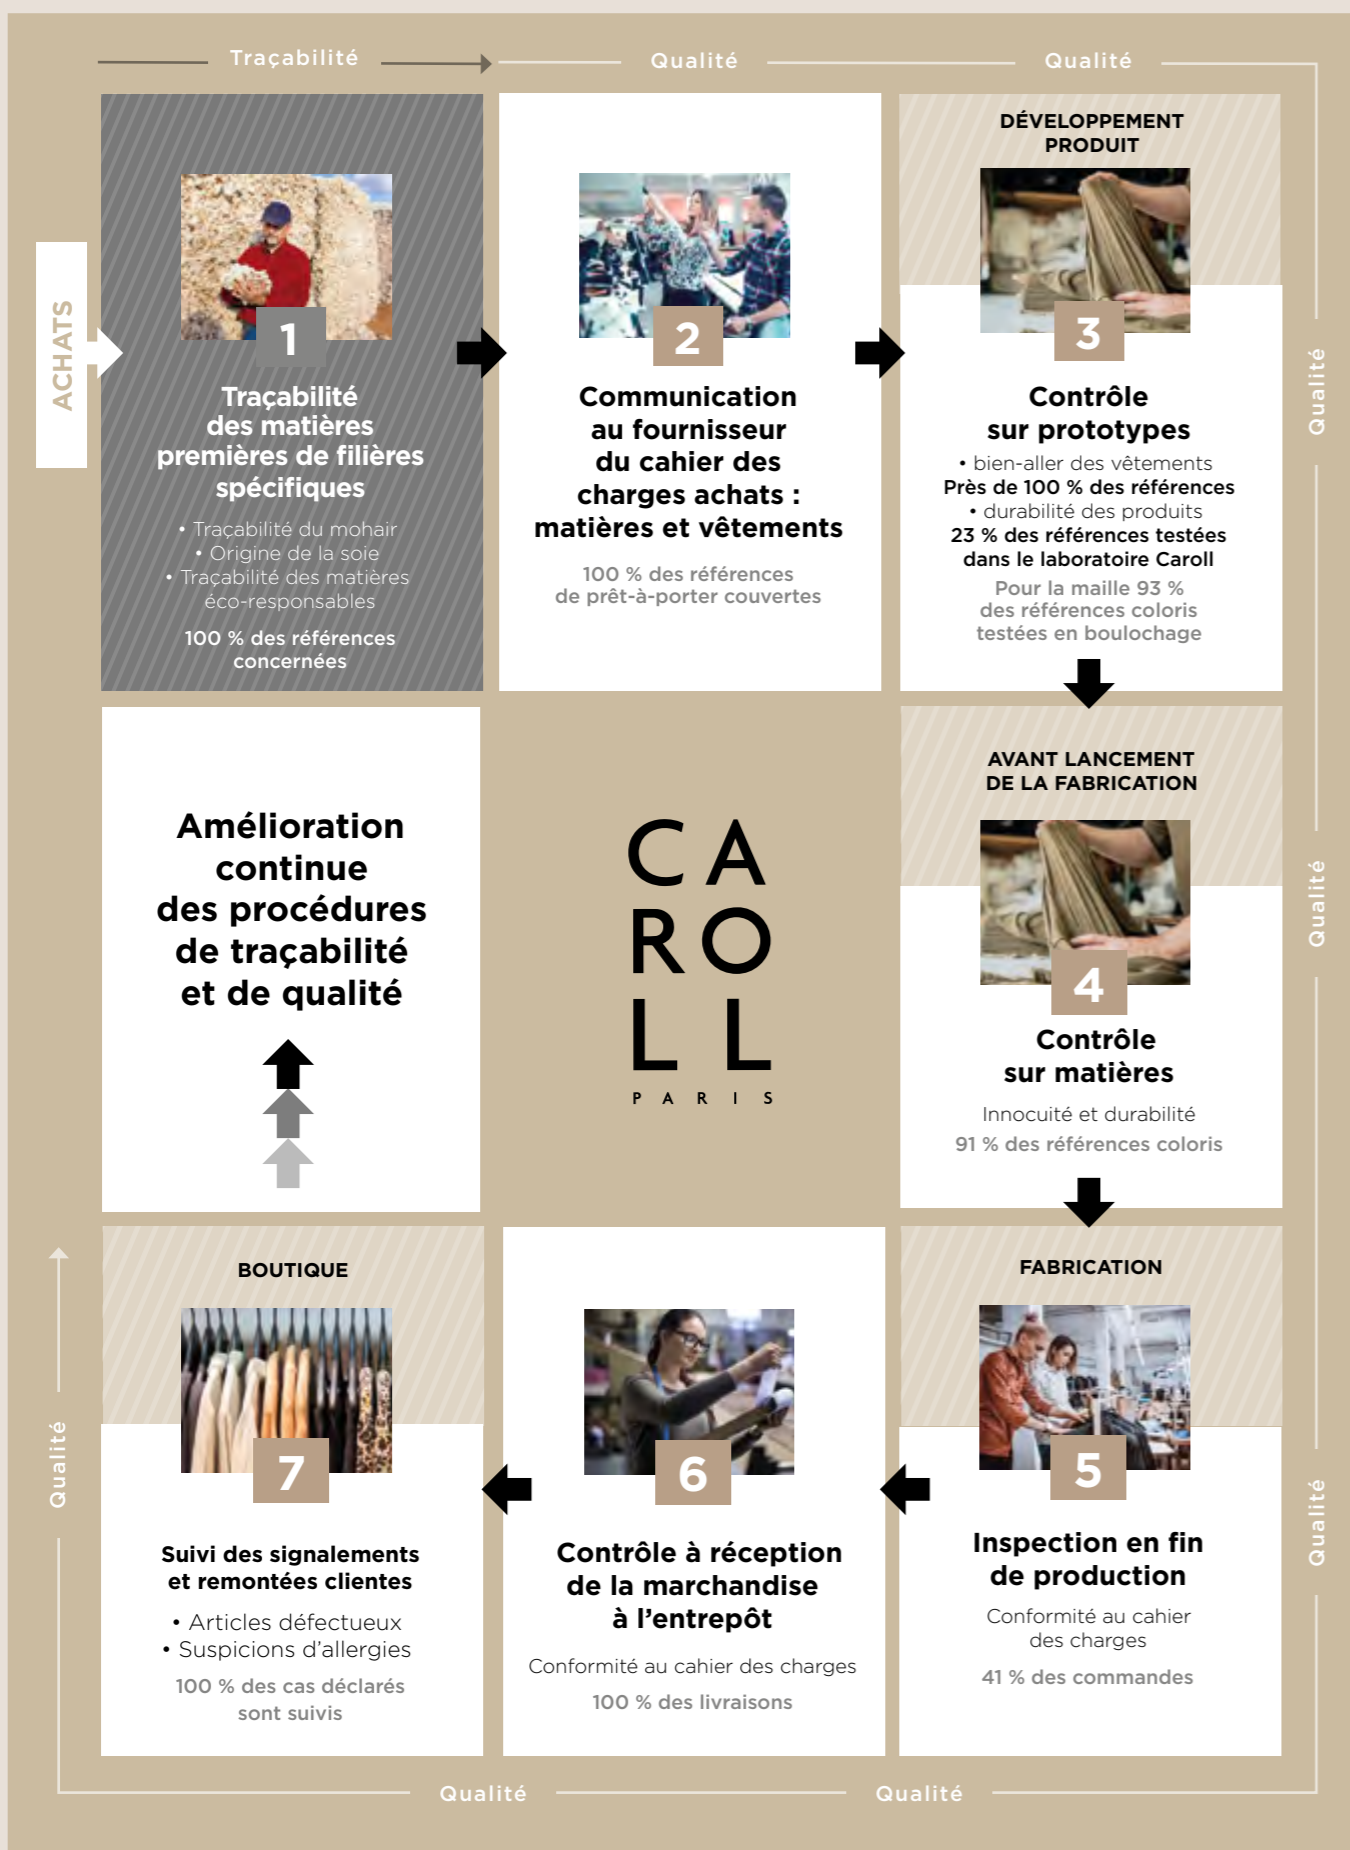 Traçabilité
Qualité
Qualité
ACHATS
1
Traçabilité
des matières
premières de filières
spécifiques
• Traçabilité du mohair
• Origine de la soie
• Traçabilité des matières
éco-responsables
100 % des références
concernées
2
Communication
au fournisseur
du cahier des
charges achats :
matières et vêtements
100 % des références
de prêt-à-porter couvertes
DÉVELOPPEMENT
PRODUIT
3
Contrôle
sur prototypes
• bien-aller des vêtements
Près de 100 % des références
• durabilité des produits
23 % des références testées
dans le laboratoire Caroll
Pour la maille 93 %
des références coloris
testées en boulochage
Qualité
AVANT LANCEMENT
DE LA FABRICATION
4
Contrôle
sur matières
Innocuité et durabilité
91 % des références coloris
Qualité
FABRICATION
5
Inspection en fin
de production
Conformité au cahier
des charges
41 % des commandes
Qualité
6
Contrôle à réception
de la marchandise
à l'entrepôt
Conformité au cahier des charges
100 % des livraisons
BOUTIQUE
7
Suivi des signalements
et remontées clientes
• Articles défectueux
• Suspicions d'allergies
100 % des cas déclarés
sont suivis
Qualité
Amélioration
continue
des procédures
de traçabilité
et de qualité
CA
RO
LL
PARIS
Qualité
Qualité